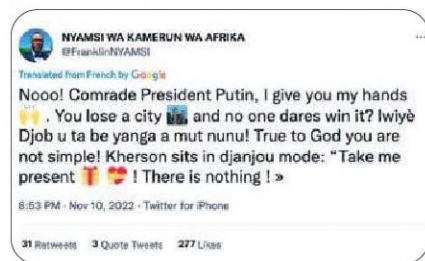 NYAMSI WA KAMERUN WA AFRIKA
@FranklinNYAMSI
Translated from French by Google
Nooo! Comrade President Putin, I give you my hands
🙌 . You lose a city 🏙️ and no one dares win it? Iwiyè
Djob u ta be yanga a mut nunu! True to God you are
not simple! Kherson sits in djanjou mode: “Take me
present 🎁 💝 ! There is nothing ! »
8:53 PM · Nov 10, 2022 · Twitter for iPhone
31 Retweets 3 Quote Tweets 277 Likes